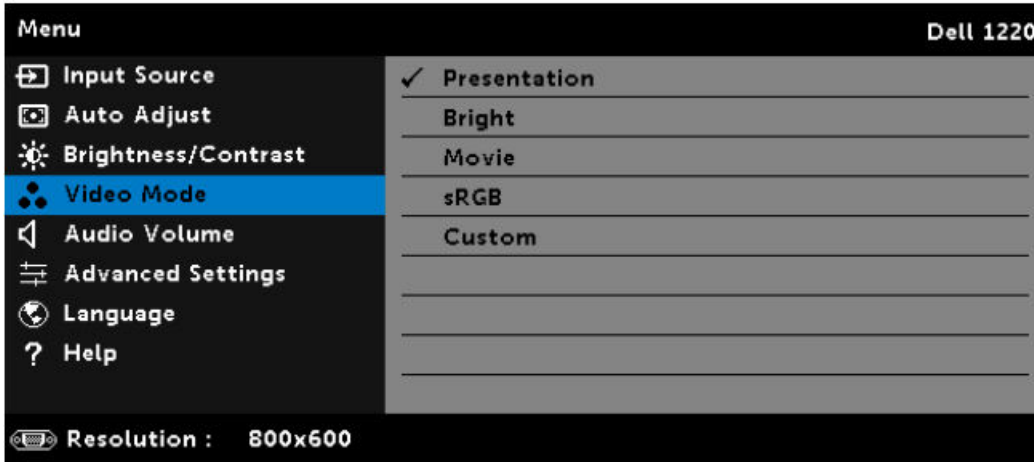 Menu Dell 1220
Input Source
Auto Adjust
Brightness/Contrast
Video Mode
Audio Volume
Advanced Settings
Language
? Help
✓ Presentation
Bright
Movie
sRGB
Custom
Resolution : 800x600